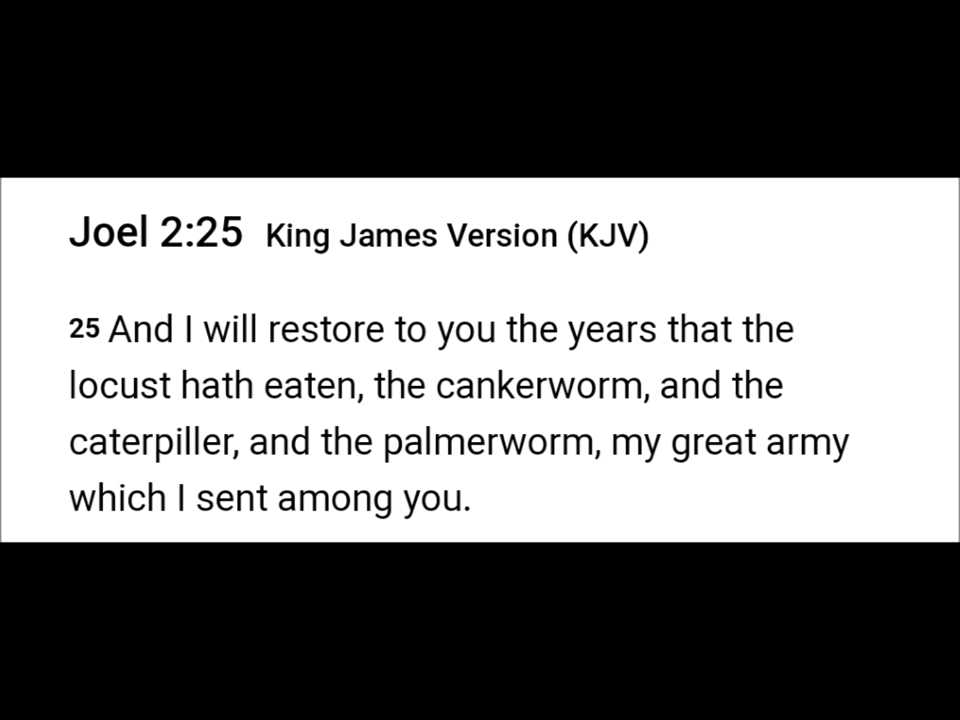 Joel 2:25 King James Version (KJV)
25 And I will restore to you the years that the
locust hath eaten, the cankerworm, and the
caterpiller, and the palmerworm, my great army
which I sent among you.